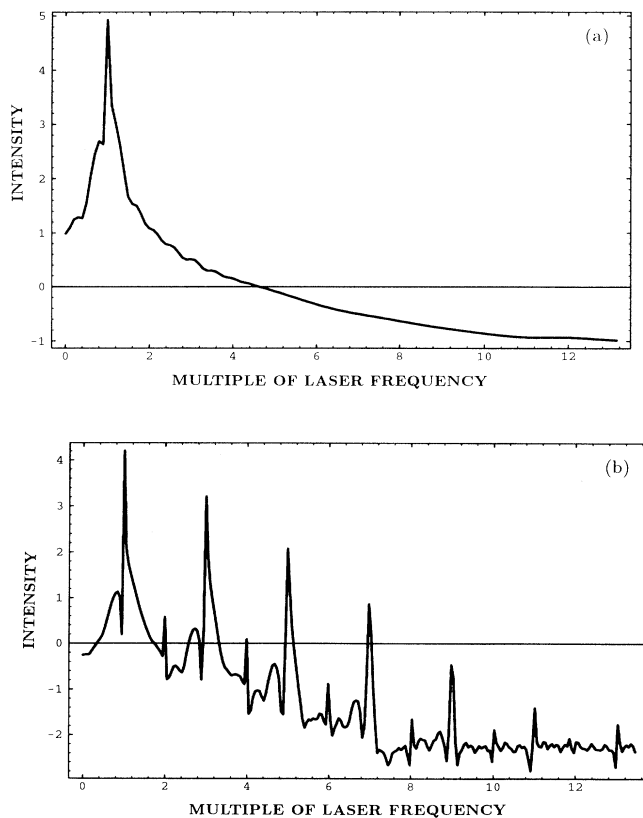 (a)
INTENSITY
5
4
3
2
1
0
-1
0 2 4 6 8 10 12
MULTIPLE OF LASER FREQUENCY
(b)
INTENSITY
4
3
2
1
0
-1
-2
0 2 4 6 8 10 12
MULTIPLE OF LASER FREQUENCY